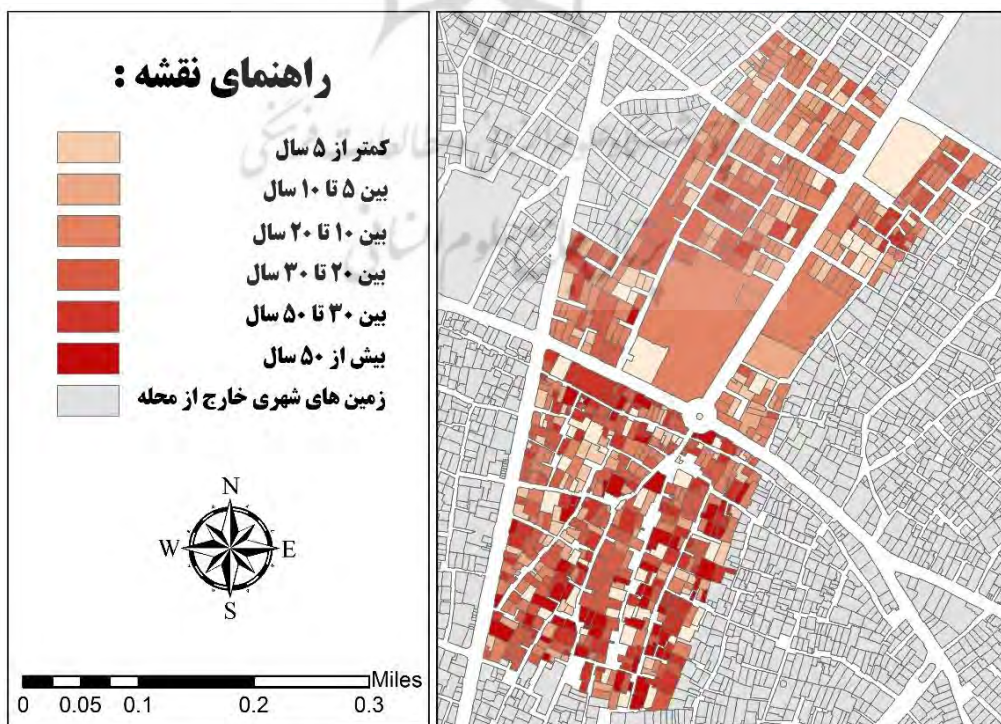 راهنمای نقشه :
کمتر از ۵ سال
بین ۵ تا ۱۰ سال
بین ۱۰ تا ۲۰ سال
بین ۲۰ تا ۳۰ سال
بین ۳۰ تا ۵۰ سال
بیش از ۵۰ سال
زمین های شهری خارج از محله
N
W E
S
Miles
0 0.05 0.1 0.2 0.3
علوم انسانی